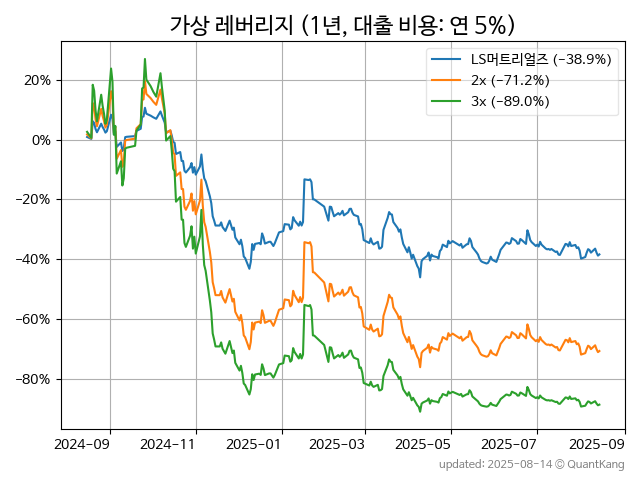 가상 레버리지 (1년, 대출 비용: 연 5%)
LS머트리얼즈 (−38.9%)
2x (−71.2%)
3x (−89.0%)
20%
0%
−20%
−40%
−60%
−80%
2024-09 2024-11 2025-01 2025-03 2025-05 2025-07 2025-09
updated: 2025-08-14 © QuantKang